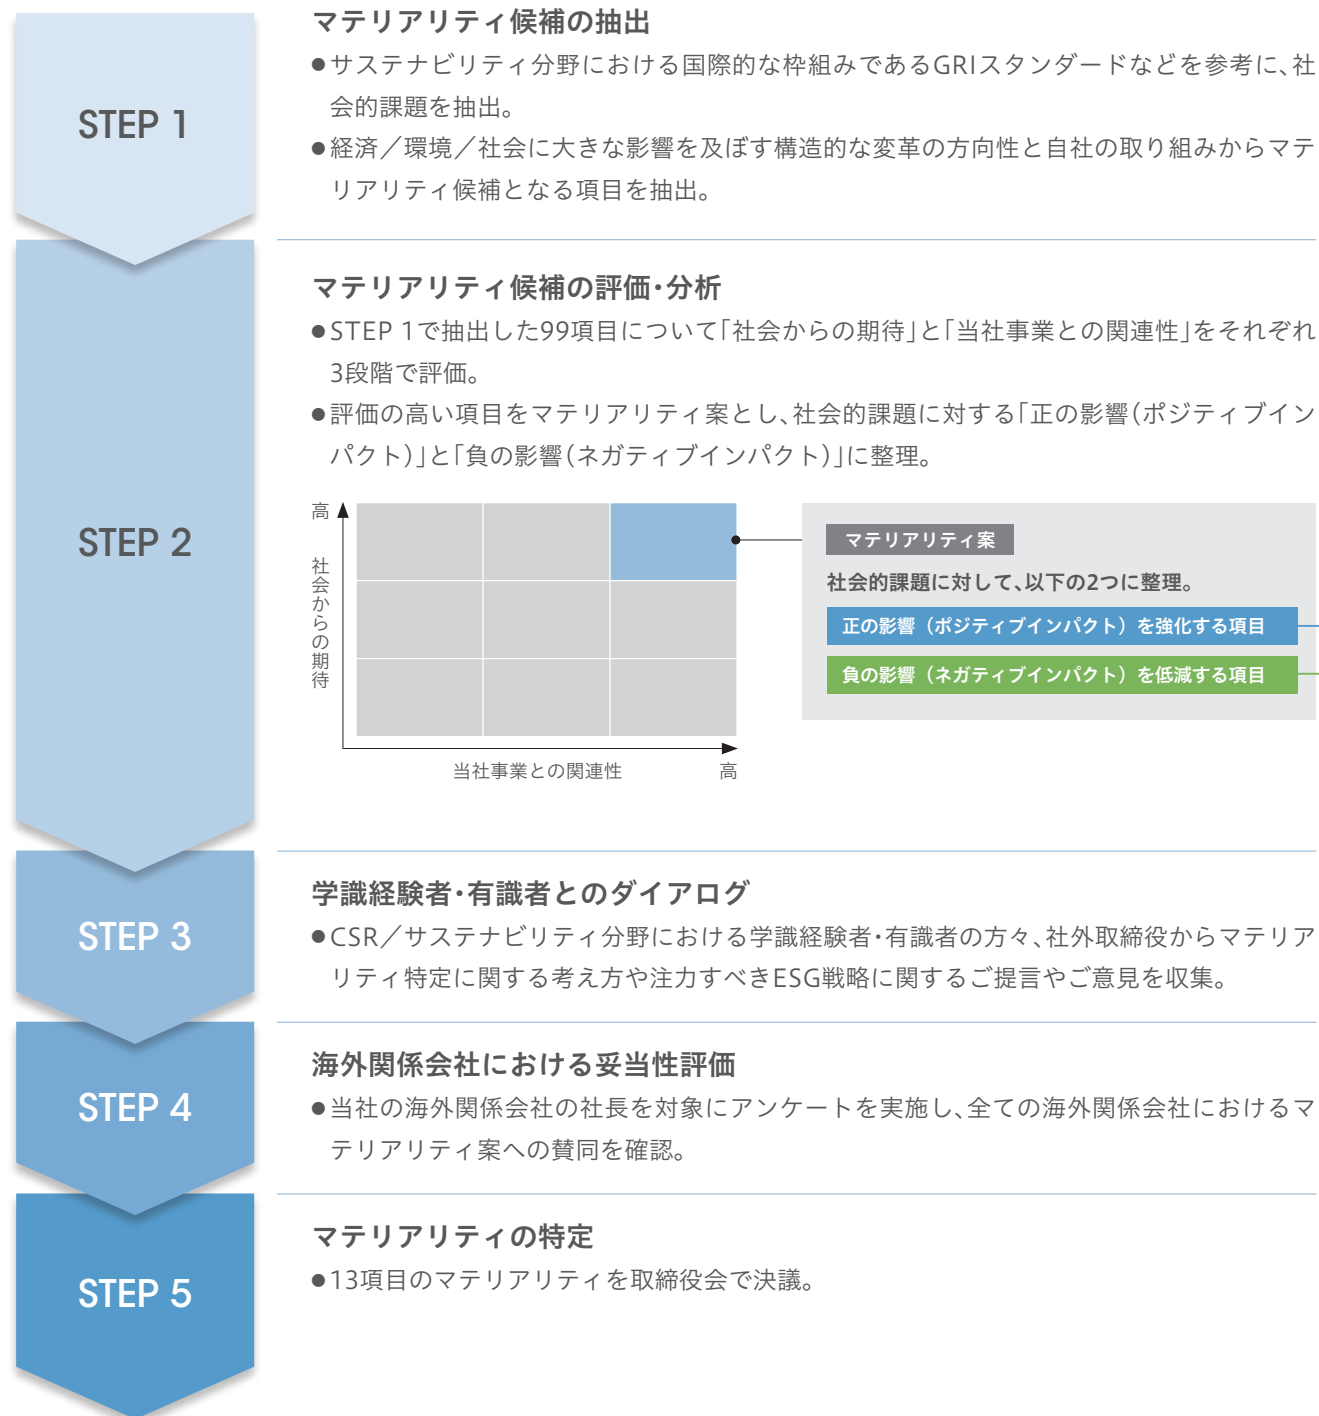 STEP 1
マテリアリティ候補の抽出
●サステナビリティ分野における国際的な枠組みであるGRIスタンダードなどを参考に、社
会的課題を抽出。
●経済／環境／社会に大きな影響を及ぼす構造的な変革の方向性と自社の取り組みからマテ
リアリティ候補となる項目を抽出。
STEP 2
マテリアリティ候補の評価・分析
●STEP 1で抽出した99項目について「社会からの期待」と「当社事業との関連性」をそれぞれ
3段階で評価。
●評価の高い項目をマテリアリティ案とし、社会的課題に対する「正の影響（ポジティブイン
パクト）」と「負の影響（ネガティブインパクト）」に整理。
高
社会からの期待
当社事業との関連性
高
マテリアリティ案
社会的課題に対して、以下の2つに整理。
正の影響（ポジティブインパクト）を強化する項目
負の影響（ネガティブインパクト）を低減する項目
STEP 3
学識経験者・有識者とのダイアログ
●CSR／サステナビリティ分野における学識経験者・有識者の方々、社外取締役からマテリア
リティ特定に関する考え方や注力すべきESG戦略に関するご提言やご意見を収集。
STEP 4
海外関係会社における妥当性評価
●当社の海外関係会社の社長を対象にアンケートを実施し、全ての海外関係会社におけるマ
テリアリティ案への賛同を確認。
STEP 5
マテリアリティの特定
●13項目のマテリアリティを取締役会で決議。